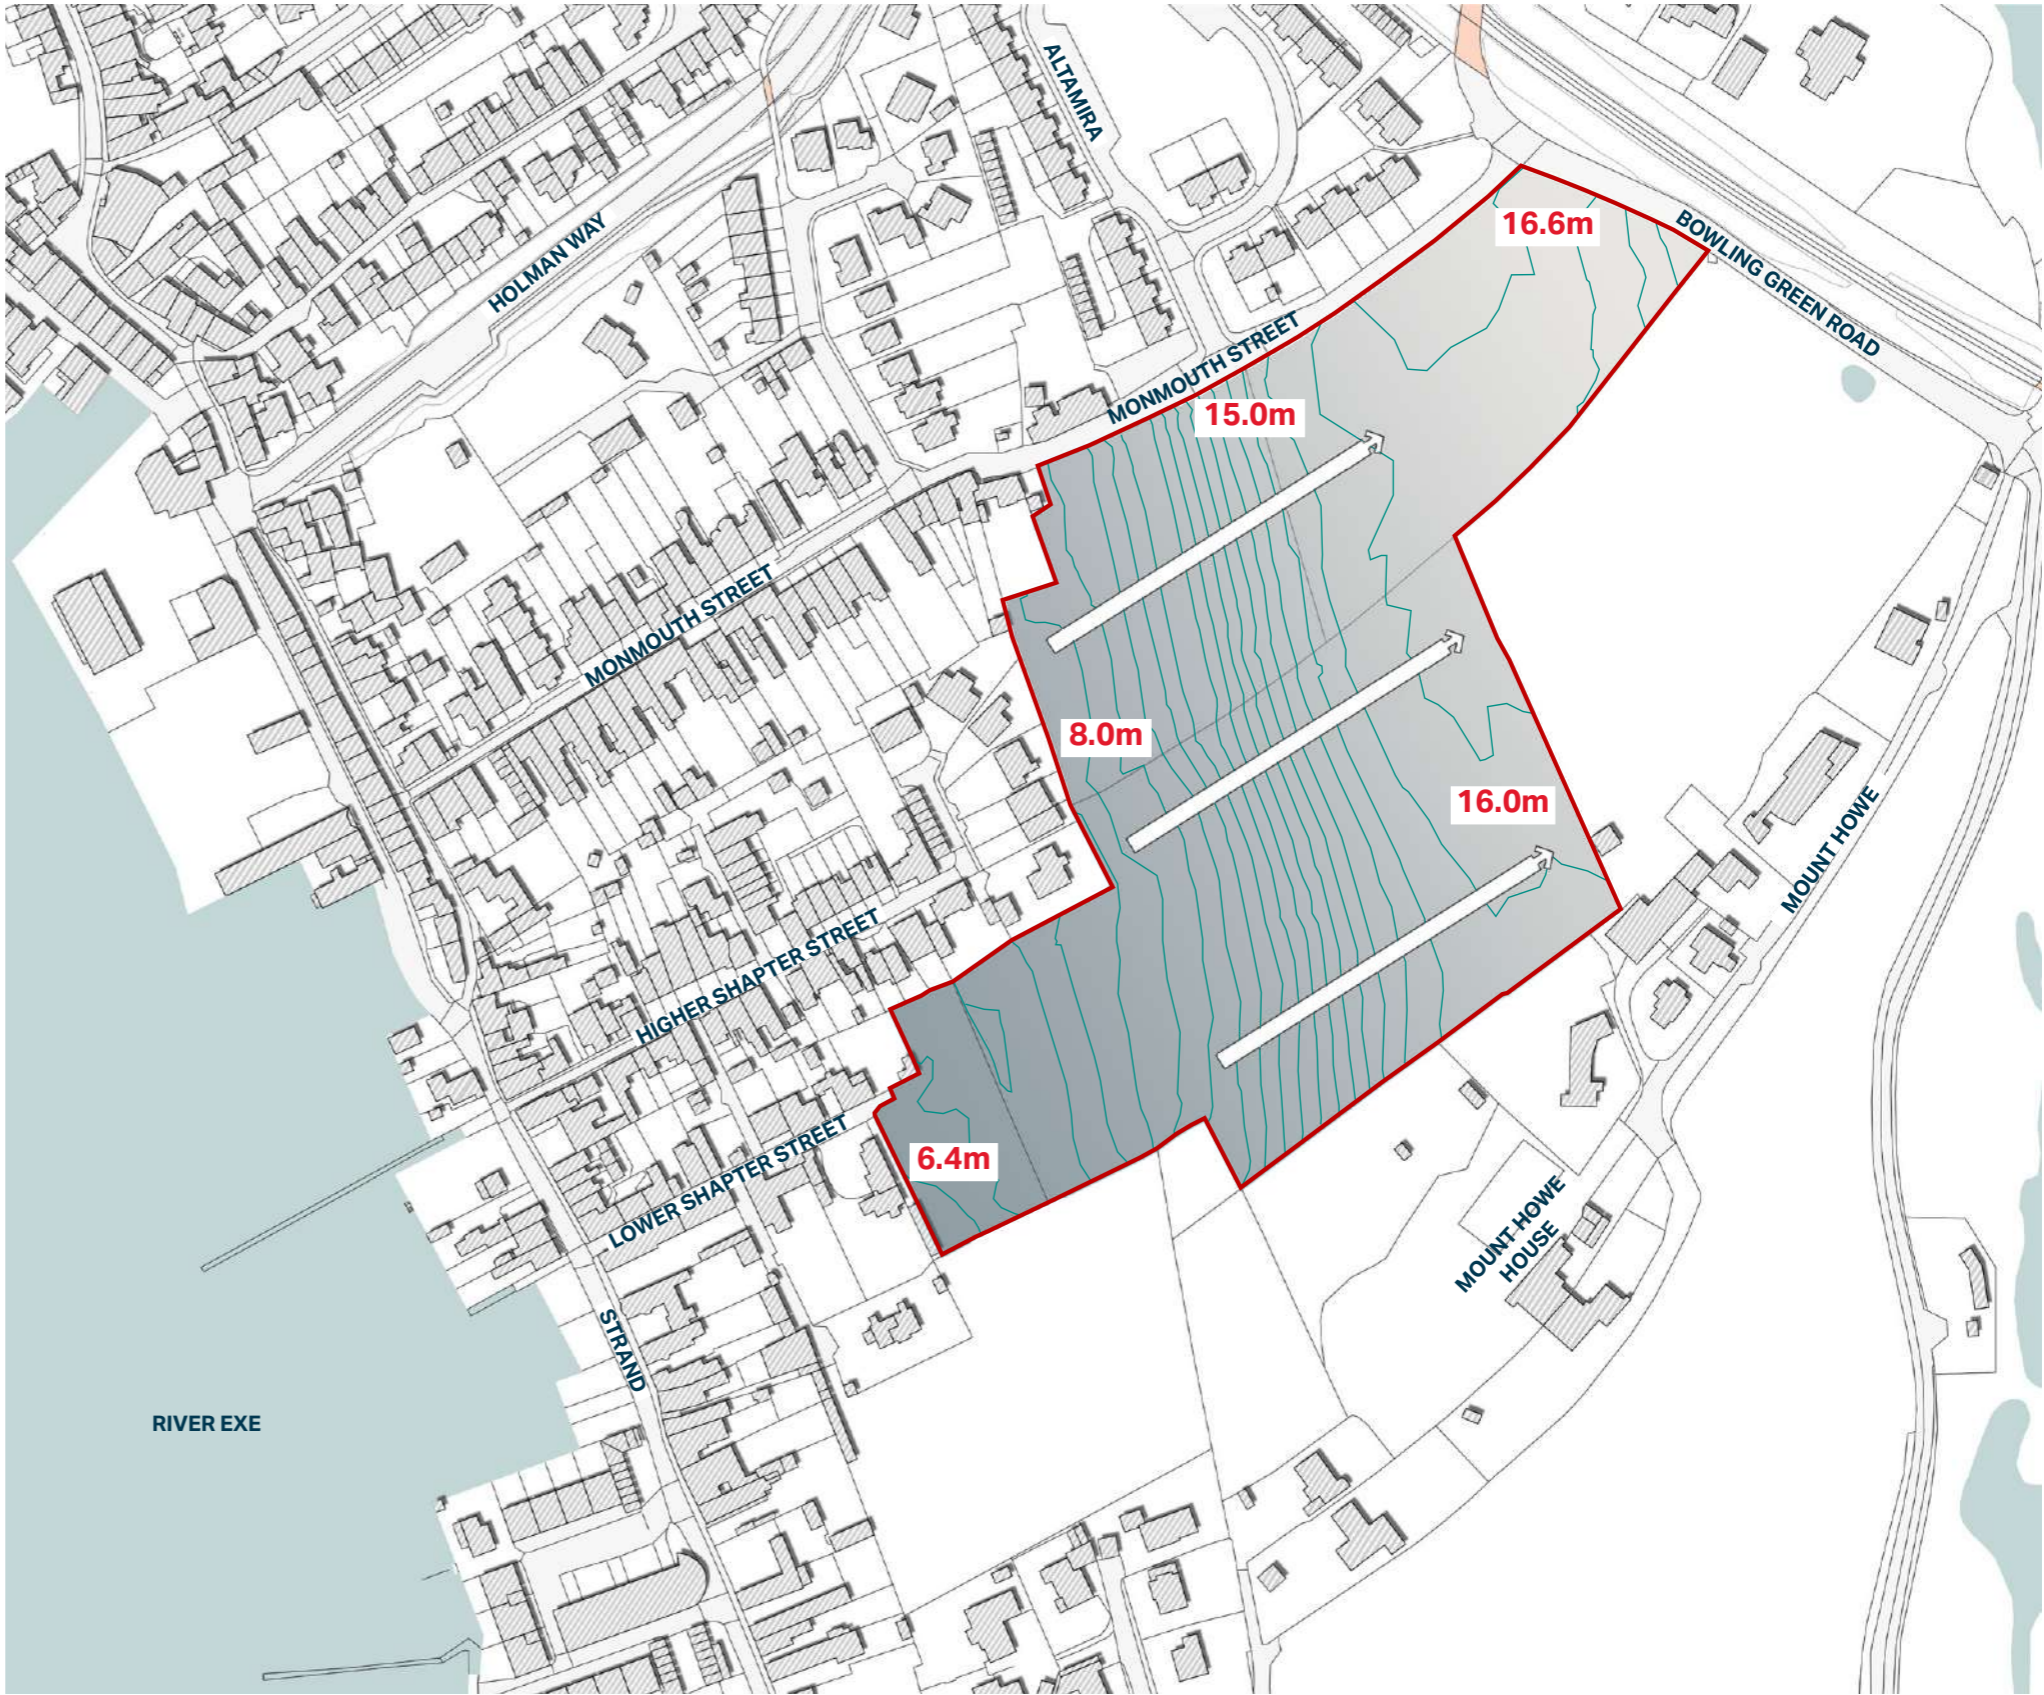 ALTAMIRA
16.6m
BOWLING GREEN ROAD
HOLMAN WAY
MONMOUTH STREET
15.0m
MONMOUTH STREET
8.0m
16.0m
MOUNT HOWE
HIGHER SHAPTER STREET
6.4m
LOWER SHAPTER STREET
MOUNT HOWE
HOUSE
STRAND
RIVER EXE